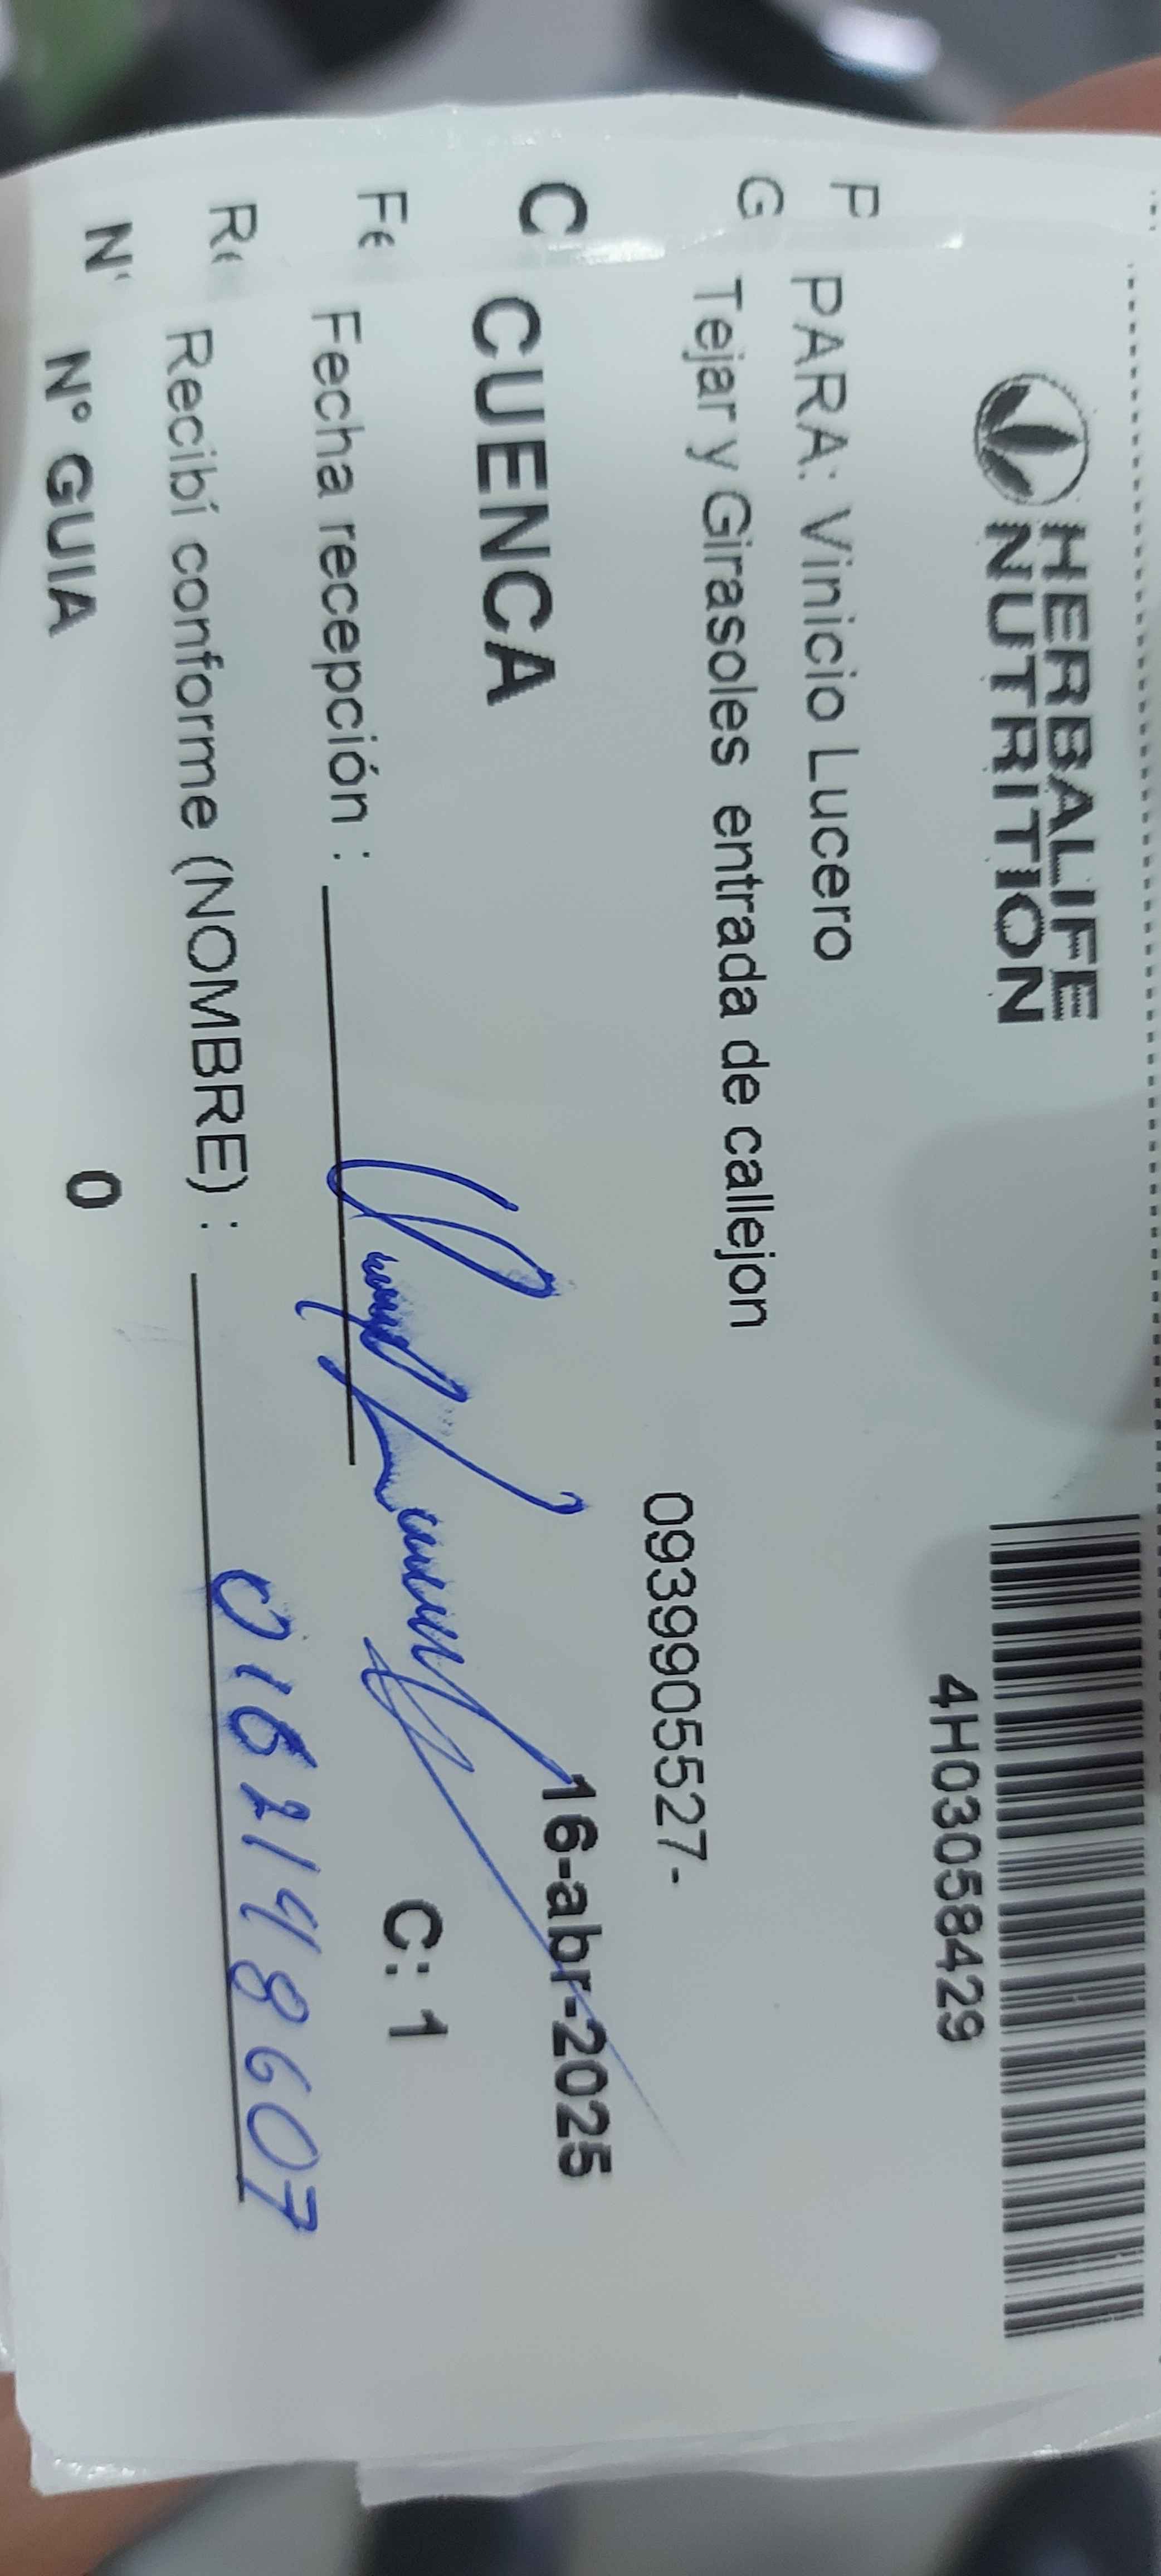 HERBALIFE
NUTRITION
4H03058429
PARA: Vinicio Lucero
Tejar y Girasoles entrada de callejon
0939905527-
CUENCA
16-abr-2025
Fecha recepción :
C: 1
Recibí conforme (NOMBRE) :
N° GUIA 0